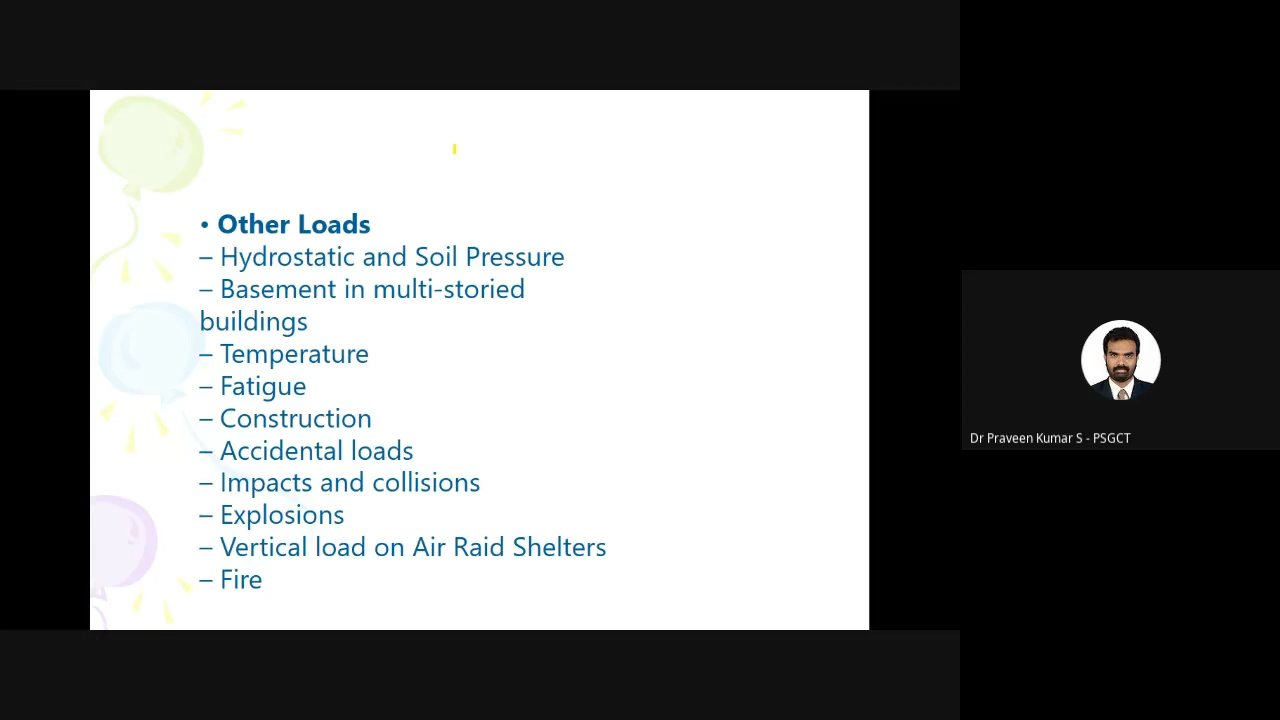 • Other Loads
– Hydrostatic and Soil Pressure
– Basement in multi-storied
buildings
– Temperature
– Fatigue
– Construction
– Accidental loads
– Impacts and collisions
– Explosions
– Vertical load on Air Raid Shelters
– Fire
Dr Praveen Kumar S - PSGCT